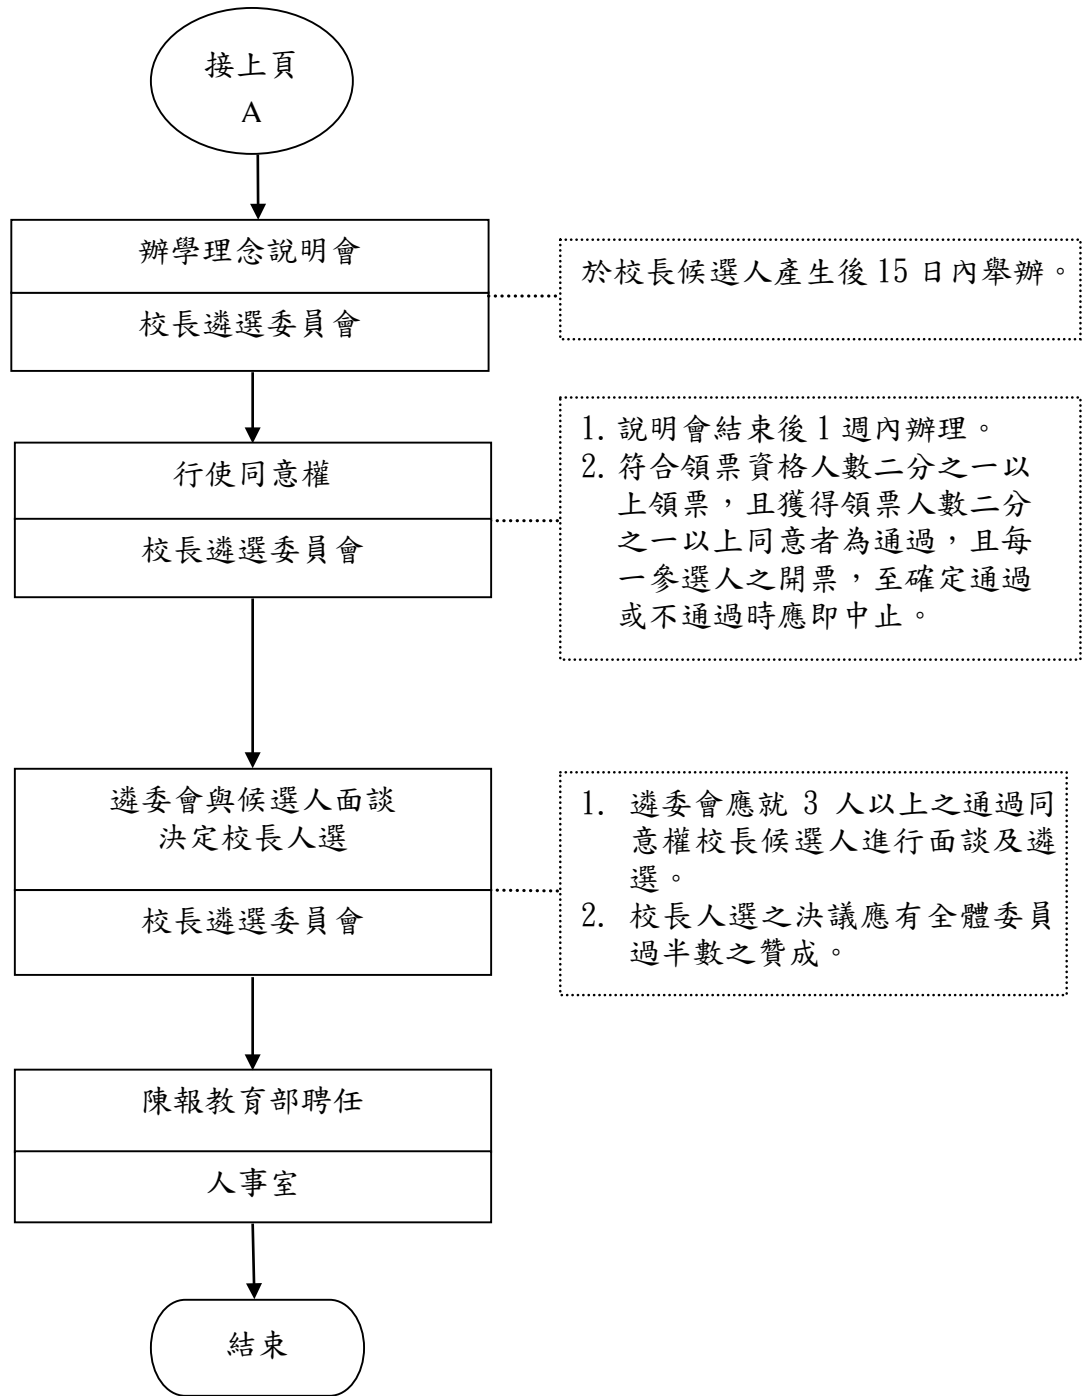 接上頁
A
辦學理念說明會
校長遴選委員會
於校長候選人產生後 15 日內舉辦。
行使同意權
校長遴選委員會
1. 說明會結束後 1 週內辦理。
2. 符合領票資格人數二分之一以
上領票，且獲得領票人數二分
之一以上同意者為通過，且每
一參選人之開票，至確定通過
或不通過時應即中止。
遴委會與候選人面談
決定校長人選
校長遴選委員會
1. 遴委會應就 3 人以上之通過同
意權校長候選人進行面談及遴
選。
2. 校長人選之決議應有全體委員
過半數之贊成。
陳報教育部聘任
人事室
結束